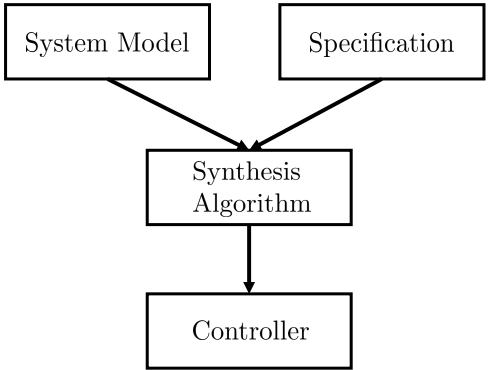 System Model
Specification
Synthesis
Algorithm
Controller